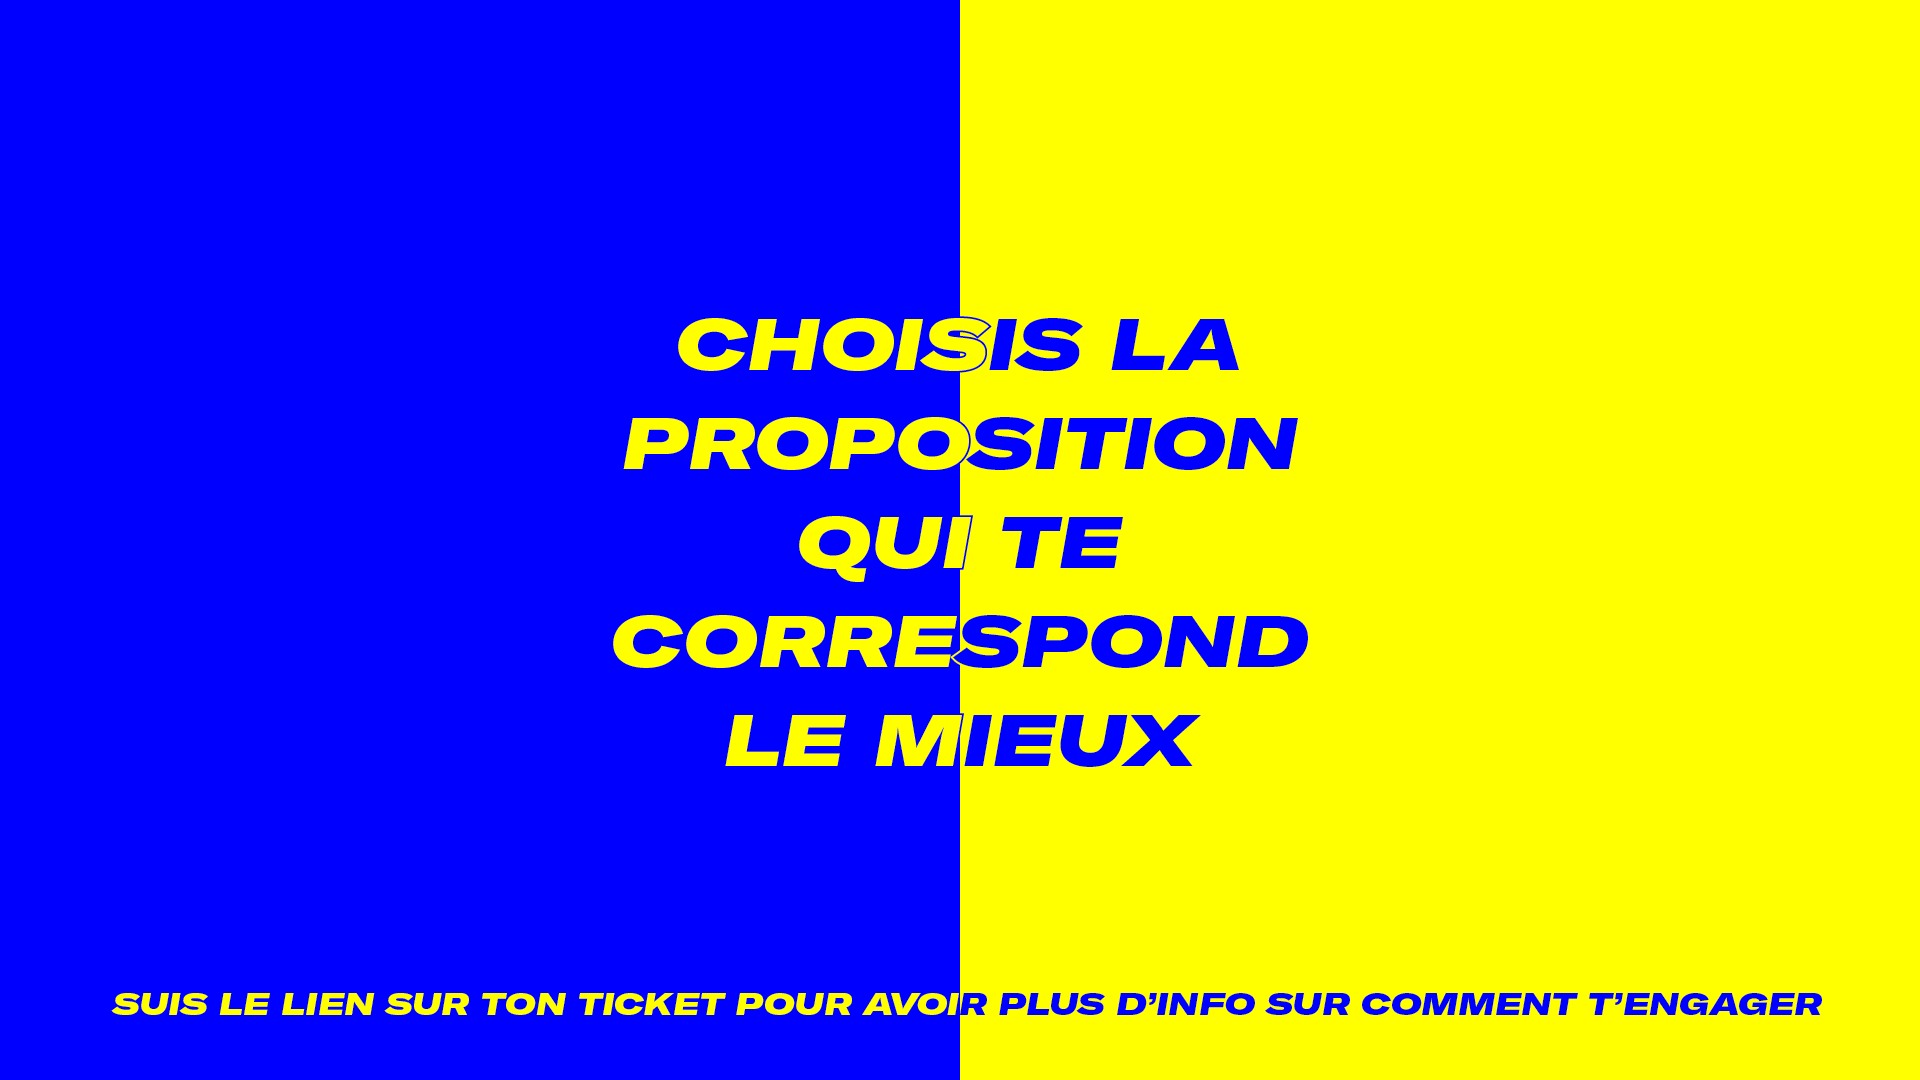 CHOISIS LA
PROPOSITION
QUI TE
CORRESPOND
LE MIEUX
SUIS LE LIEN SUR TON TICKET POUR AVOIR PLUS D’INFO SUR COMMENT T’ENGAGER